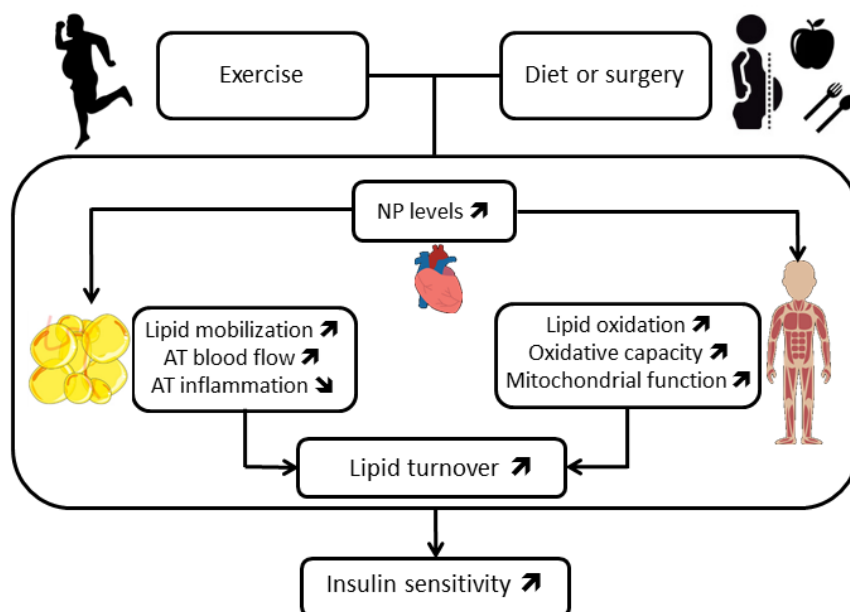 Exercise
Diet or surgery
NP levels ⬈
Lipid mobilization ⬈
AT blood flow ⬈
AT inflammation ⬊
Lipid oxidation ⬈
Oxidative capacity ⬈
Mitochondrial function ⬈
Lipid turnover ⬈
Insulin sensitivity ⬈